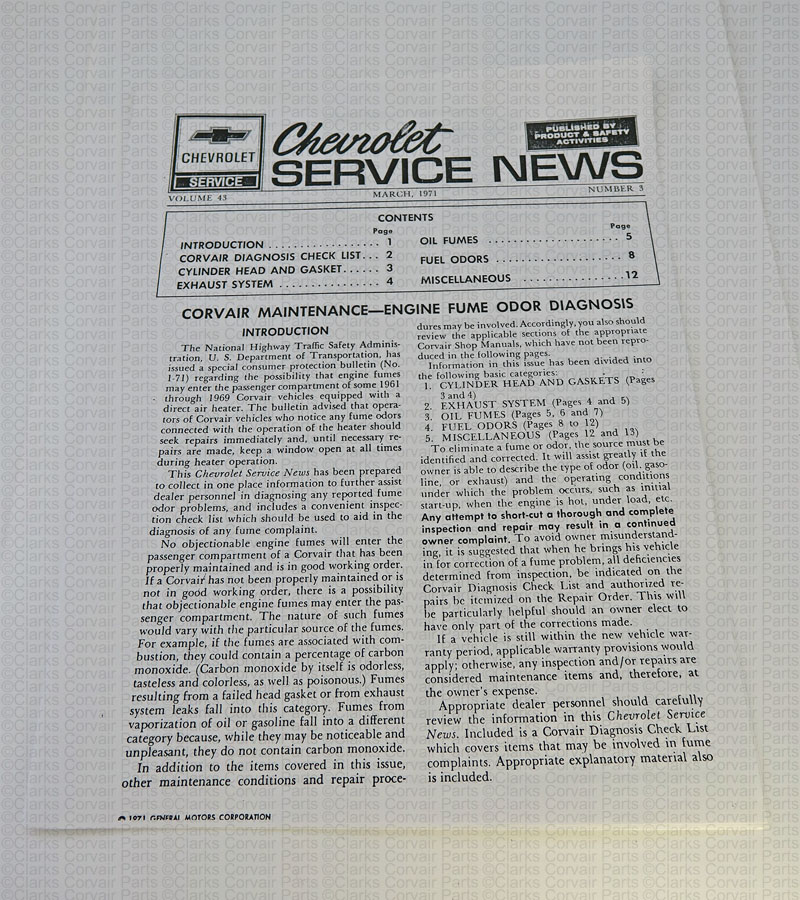 CHEVROLET
SERVICE
Chevrolet
SERVICE NEWS
PUBLISHED BY
PRODUCT & SAFETY
ACTIVITIES
VOLUME 43
MARCH, 1971
NUMBER 3
CONTENTS
Page
INTRODUCTION . . . . . . . . . . . . . . . . . . 1
CORVAIR DIAGNOSIS CHECK LIST. . . 2
CYLINDER HEAD AND GASKET. . . . . . 3
EXHAUST SYSTEM . . . . . . . . . . . . . . . . 4
Page
OIL FUMES . . . . . . . . . . . . . . . . . . . . . 5
FUEL ODORS . . . . . . . . . . . . . . . . . . . . 8
MISCELLANEOUS . . . . . . . . . . . . . . . . .12
CORVAIR MAINTENANCE—ENGINE FUME ODOR DIAGNOSIS
INTRODUCTION
The National Highway Traffic Safety Adminis-
tration, U. S. Department of Transportation, has
issued a special consumer protection bulletin (No.
1-71) regarding the possibility that engine fumes
may enter the passenger compartment of some 1961
through 1969 Corvair vehicles equipped with a
direct air heater. The bulletin advised that opera-
tors of Corvair vehicles who notice any fume odors
connected with the operation of the heater should
seek repairs immediately and, until necessary re-
pairs are made, keep a window open at all times
during heater operation.
This Chevrolet Service News has been prepared
to collect in one place information to further assist
dealer personnel in diagnosing any reported fume
odor problems, and includes a convenient inspec-
tion check list which should be used to aid in the
diagnosis of any fume complaint.
No objectionable engine fumes will enter the
passenger compartment of a Corvair that has been
properly maintained and is in good working order.
If a Corvair has not been properly maintained or is
not in good working order, there is a possibility
that objectionable engine fumes may enter the pas-
senger compartment. The nature of such fumes
would vary with the particular source of the fumes.
For example, if the fumes are associated with com-
bustion, they could contain a percentage of carbon
monoxide. (Carbon monoxide by itself is odorless,
tasteless and colorless, as well as poisonous.) Fumes
resulting from a failed head gasket or from exhaust
system leaks fall into this category. Fumes from
vaporization of oil or gasoline fall into a different
category because, while they may be noticeable and
unpleasant, they do not contain carbon monoxide.
In addition to the items covered in this issue,
other maintenance conditions and repair proce-
dures may be involved. Accordingly, you also should
review the applicable sections of the appropriate
Corvair Shop Manuals, which have not been repro-
duced in the following pages.
Information in this issue has been divided into
the following basic categories:
1. CYLINDER HEAD AND GASKETS (Pages
3 and 4)
2. EXHAUST SYSTEM (Pages 4 and 5)
3. OIL FUMES (Pages 5, 6 and 7)
4. FUEL ODORS (Pages 8 to 12)
5. MISCELLANEOUS (Pages 12 and 13)
To eliminate a fume or odor, the source must be
identified and corrected. It will assist greatly if the
owner is able to describe the type of odor (oil, gaso-
line, or exhaust) and the operating conditions
under which the problem occurs, such as initial
start-up, when the engine is hot, under load, etc.
Any attempt to short-cut a thorough and complete
inspection and repair may result in a continued
owner complaint. To avoid owner misunderstand-
ing, it is suggested that when he brings his vehicle
in for correction of a fume problem, all deficiencies
determined from inspection, be indicated on the
Corvair Diagnosis Check List and authorized re-
pairs be itemized on the Repair Order. This will
be particularly helpful should an owner elect to
have only part of the corrections made.
If a vehicle is still within the new vehicle war-
ranty period, applicable warranty provisions would
apply; otherwise, any inspection and/or repairs are
considered maintenance items and, therefore, at
the owner's expense.
Appropriate dealer personnel should carefully
review the information in this Chevrolet Service
News. Included is a Corvair Diagnosis Check List
which covers items that may be involved in fume
complaints. Appropriate explanatory material also
is included.
© 1971 GENERAL MOTORS CORPORATION
©Clarks Corvair Parts